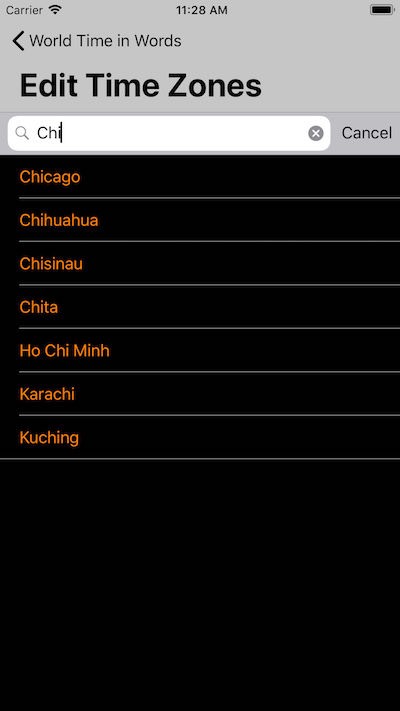 Carrier 11:28 AM
World Time in Words
Edit Time Zones
Chi Cancel
Chicago
Chihuahua
Chisinau
Chita
Ho Chi Minh
Karachi
Kuching